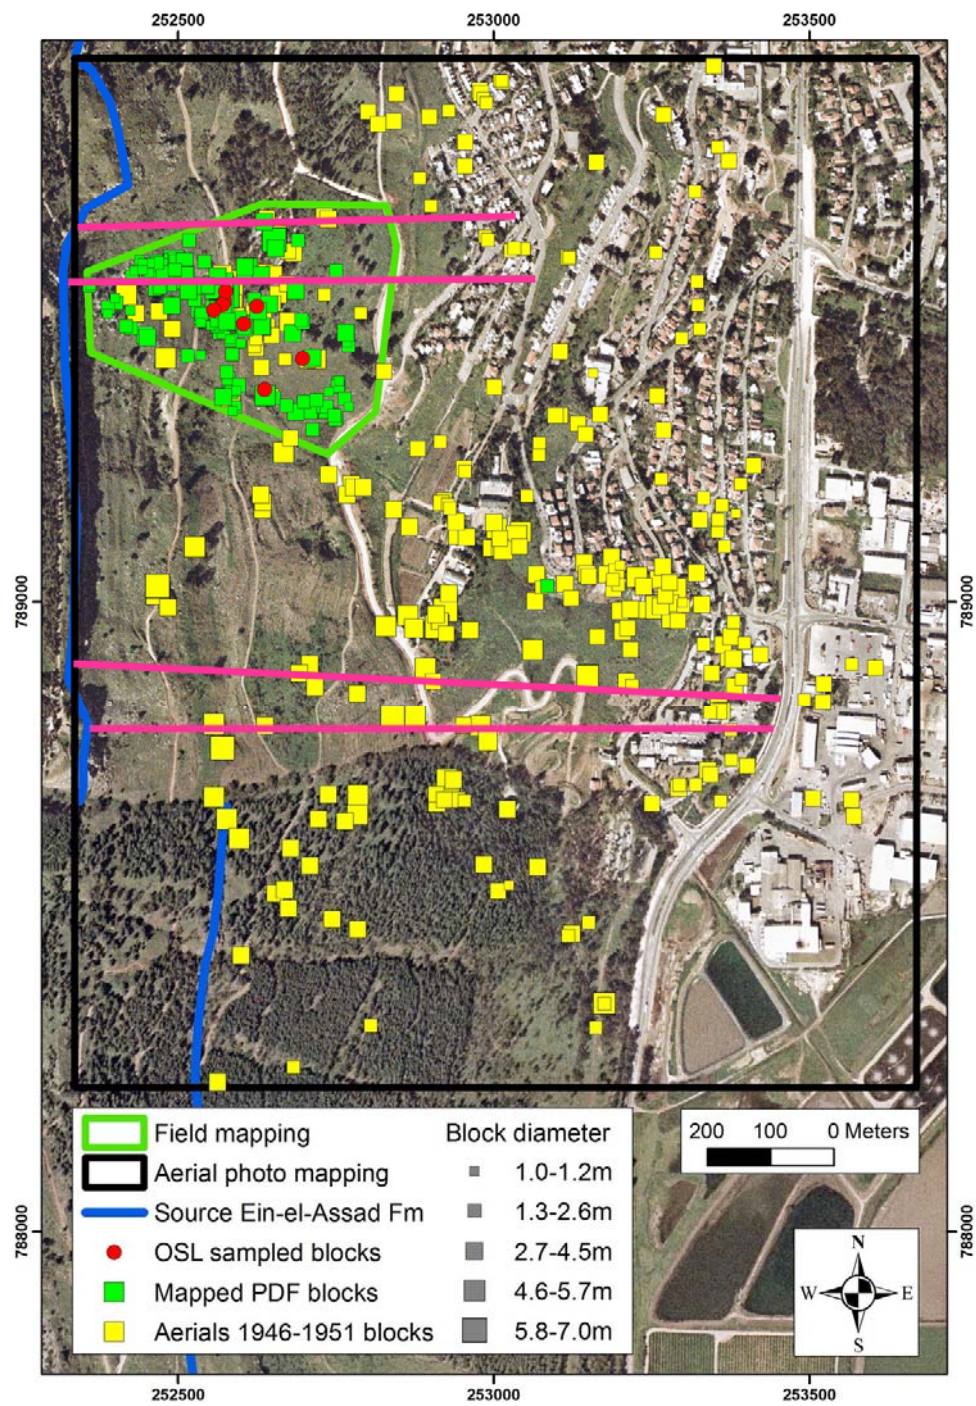 252500 253000 253500
789000 789000
Field mapping
Aerial photo mapping
Source Ein-el-Assad Fm
OSL sampled blocks
Mapped PDF blocks
Aerials 1946-1951 blocks
Block diameter
1.0-1.2m
1.3-2.6m
2.7-4.5m
4.6-5.7m
5.8-7.0m
200 100 0 Meters
N
W E
S
788000 788000
252500 253000 253500